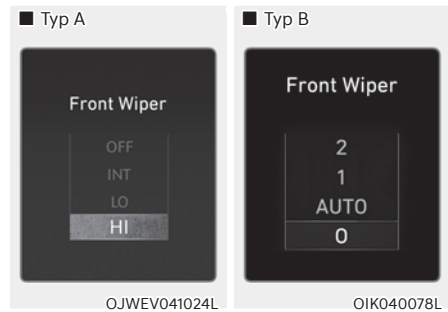 ■ Typ A
Front Wiper
OFF
INT
LO
HI
OJWEV041024L
■ Typ B
Front Wiper
2
1
AUTO
0
OIK040078L